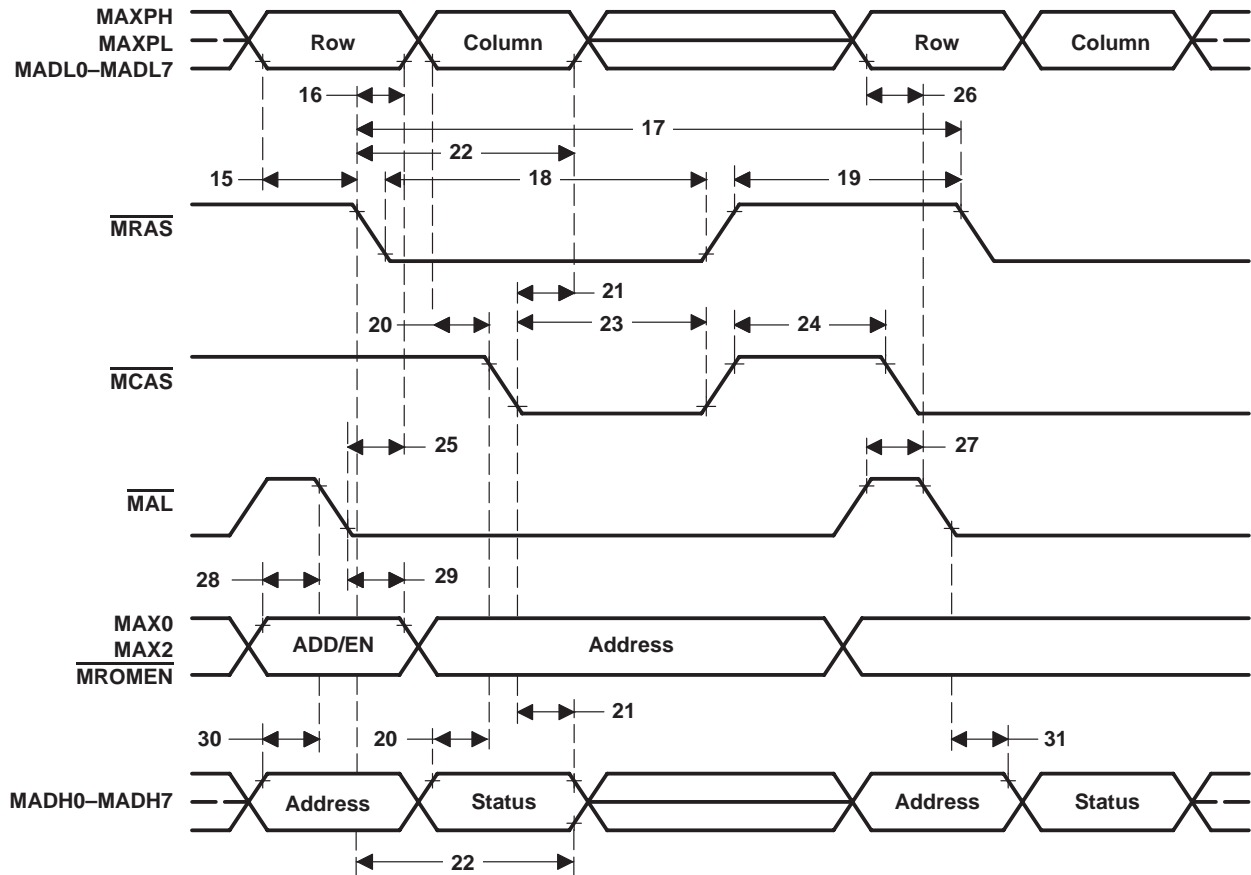 MAXPH
MAXPL
MADL0–MADL7
Row
Column
Row
Column
16
26
17
22
15
18
19
MRAS
21
20
23
24
MCAS
25
27
MAL
28
29
MAX0
MAX2
MROMEN
ADD/EN
Address
21
30
20
31
MADH0–MADH7
Address
Status
Address
Status
22